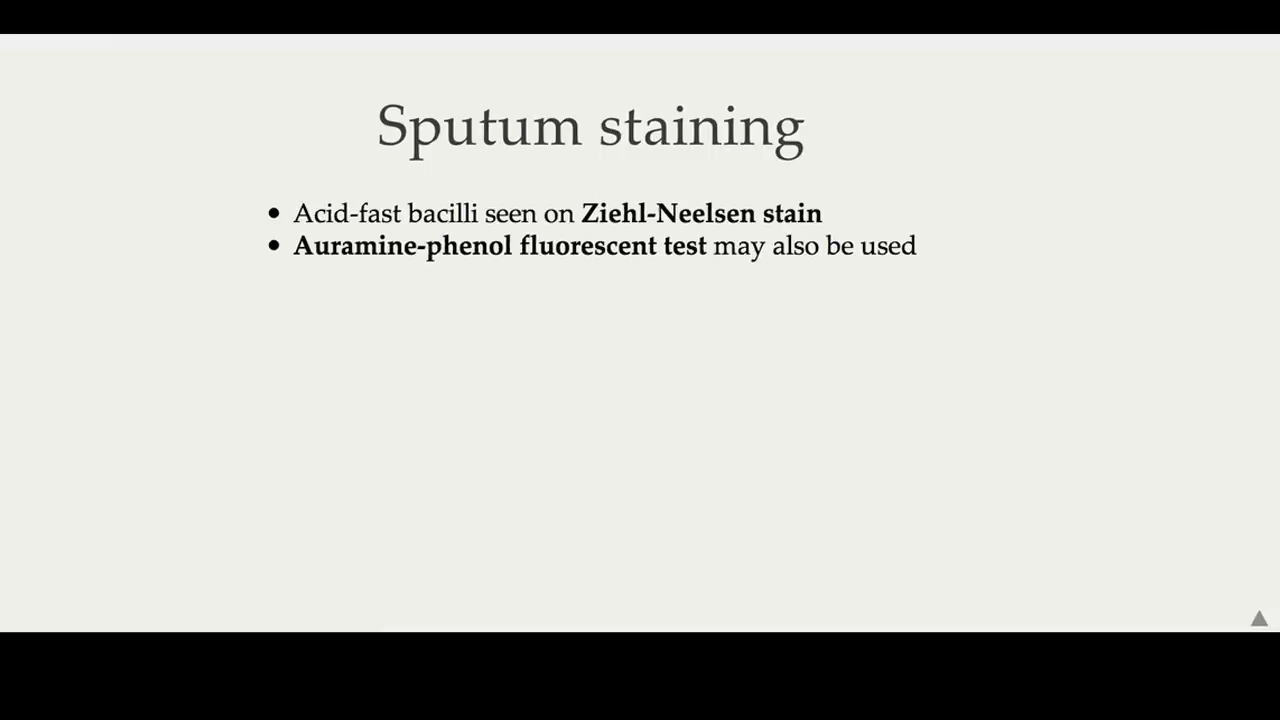 Sputum staining
• Acid-fast bacilli seen on Ziehl-Neelsen stain
• Auramine-phenol fluorescent test may also be used